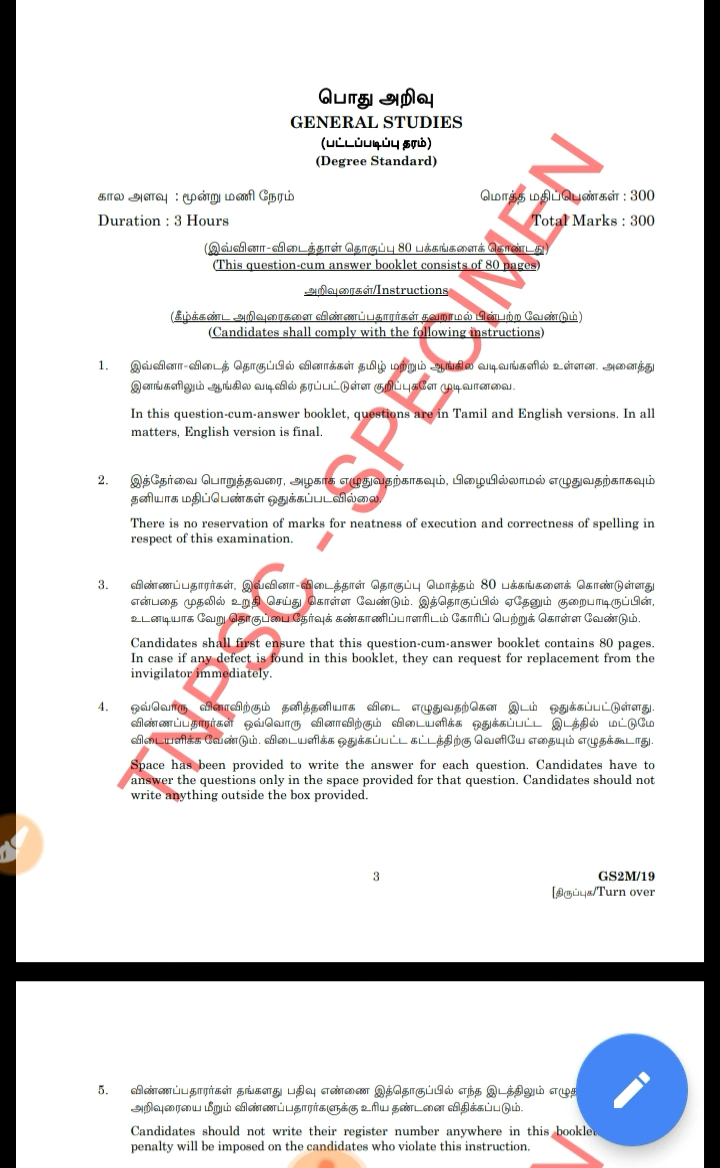 பொது அறிவு
GENERAL STUDIES
(பட்டப்படிப்பு தரம்)
(Degree Standard)
கால அளவு : மூன்று மணி நேரம் மொத்த மதிப்பெண்கள் : 300
Duration : 3 Hours Total Marks : 300
(இவ்வினா-விடைத்தாள் தொகுப்பு 80 பக்கங்களைக் கொண்டது)
(This question-cum answer booklet consists of 80 pages)
அறிவுரைகள்/Instructions
(கீழ்க்கண்ட அறிவுரைகளை விண்ணப்பதாரர்கள் தவறாமல் பின்பற்ற வேண்டும்)
(Candidates shall comply with the following instructions)
1. இவ்வினா-விடைத் தொகுப்பில் வினாக்கள் தமிழ் மற்றும் ஆங்கில வடிவங்களில் உள்ளன. அனைத்து
இனங்களிலும் ஆங்கில வடிவில் தரப்பட்டுள்ள குறிப்புகளே முடிவானவை.
In this question-cum-answer booklet, questions are in Tamil and English versions. In all
matters, English version is final.
2. இத்தேர்வை பொறுத்தவரை, அழகாக எழுதுவதற்காகவும், பிழையில்லாமல் எழுதுவதற்காகவும்
தனியாக மதிப்பெண்கள் ஒதுக்கப்படவில்லை.
There is no reservation of marks for neatness of execution and correctness of spelling in
respect of this examination.
3. விண்ணப்பதாரர்கள், இவ்வினா-விடைத்தாள் தொகுப்பு மொத்தம் 80 பக்கங்களைக் கொண்டுள்ளது
என்பதை முதலில் உறுதி செய்து கொள்ள வேண்டும். இத்தொகுப்பில் ஏதேனும் குறைபாடிருப்பின்,
உடனடியாக வேறு தொகுப்பை தேர்வுக் கண்காணிப்பாளரிடம் கோரிப் பெற்றுக் கொள்ள வேண்டும்.
Candidates shall first ensure that this question-cum-answer booklet contains 80 pages.
In case if any defect is found in this booklet, they can request for replacement from the
invigilator immediately.
4. ஒவ்வொரு வினாவிற்கும் தனித்தனியாக விடை எழுதுவதற்கென இடம் ஒதுக்கப்பட்டுள்ளது.
விண்ணப்பதாரர்கள் ஒவ்வொரு வினாவிற்கும் விடையளிக்க ஒதுக்கப்பட்ட இடத்தில் மட்டுமே
விடையளிக்க வேண்டும். விடையளிக்க ஒதுக்கப்பட்ட கட்டத்திற்கு வெளியே எதையும் எழுதக்கூடாது.
Space has been provided to write the answer for each question. Candidates have to
answer the questions only in the space provided for that question. Candidates should not
write anything outside the box provided.
TNPSC - SPECIMEN
3 GS2M/19
[திருப்புக/Turn over
5. விண்ணப்பதாரர்கள் தங்களது பதிவு எண்ணை இத்தொகுப்பில் எந்த இடத்திலும்
அறிவுரையை மீறும் விண்ணப்பதாரர்களுக்கு உரிய தண்டனை விதிக்கப்படும்.
Candidates should not write their register number anywhere in this booklet
penalty will be imposed on the candidates who violate this instruction.